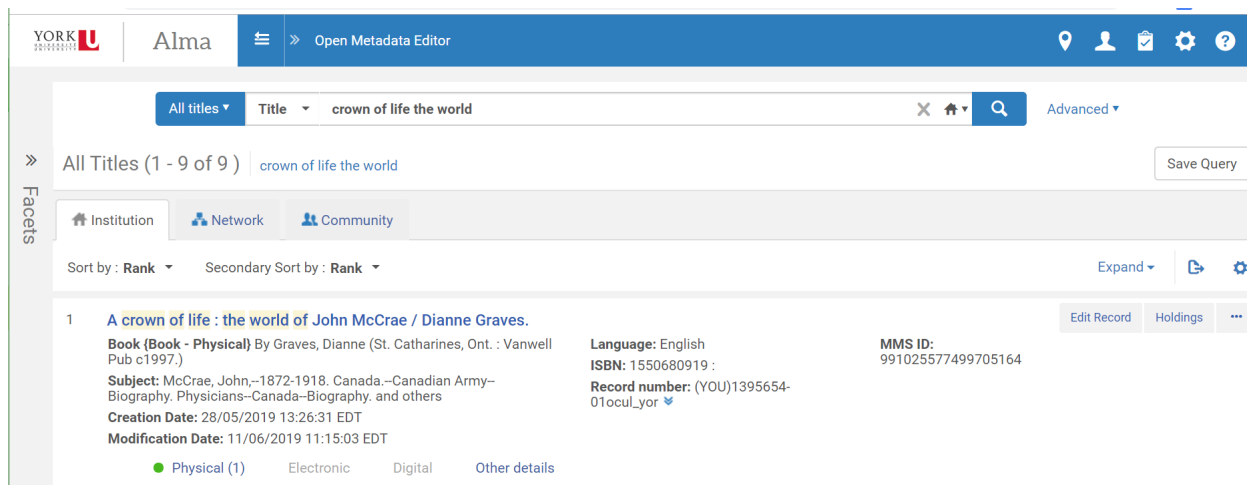 YORK U
Alma
» Open Metadata Editor
All titles
Title
crown of life the world
Advanced
»
Facets
All Titles (1 - 9 of 9 )
crown of life the world
Save Query
Institution
Network
Community
Sort by : Rank
Secondary Sort by : Rank
Expand
1
A crown of life : the world of John McCrae / Dianne Graves.
Edit Record
Holdings
Book {Book - Physical} By Graves, Dianne (St. Catharines, Ont. : Vanwell
Pub c1997.)
Subject: McCrae, John,--1872-1918. Canada.--Canadian Army--
Biography. Physicians--Canada--Biography. and others
Creation Date: 28/05/2019 13:26:31 EDT
Modification Date: 11/06/2019 11:15:03 EDT
Language: English
ISBN: 1550680919 :
Record number: (YOU)1395654-
01ocul_yor
MMS ID:
991025577499705164
Physical (1)
Electronic
Digital
Other details